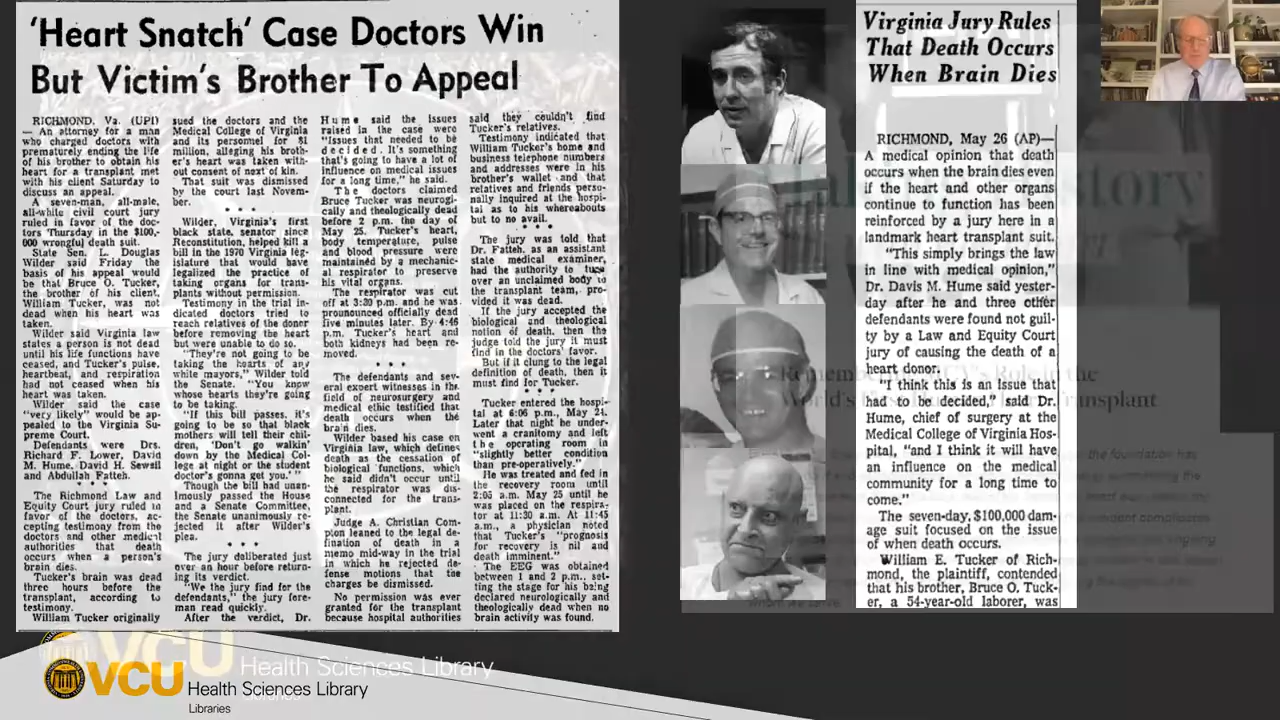 'Heart Snatch' Case Doctors Win
But Victim's Brother To Appeal
RICHMOND, Va. (UPI)
— An attorney for a man
who charged doctors with
prematurely ending the life
of his brother to obtain his
heart for a transplant met
with his client Saturday to
discuss an appeal.
A seven-man, all-male,
all-white civil court jury
ruled in favor of the doc-
tors Thursday in the $100,-
000 wrongful death suit.
State Sen. L. Douglas
Wilder said Friday the
basis of his appeal would
be that Bruce O. Tucker,
the brother of his client,
William Tucker, was not
dead when his heart was
taken.
Wilder said Virginia law
states a person is not dead
until his life functions have
ceased, and Tucker's pulse,
heartbeat, and respiration
had not ceased when his
heart was taken.
Wilder said the case
"very likely" would be ap-
pealed to the Virginia Su-
preme Court.
Defendants were Drs.
Richard F. Lower, David
M. Hume, David H. Sewell
and Abdullah Fatteh.
* * *
The Richmond Law and
Equity Court jury ruled in
favor of the doctors, ac-
cepting testimony from the
doctors and other medical
authorities that death
occurs when a person's
brain dies.
Tucker's brain was dead
three hours before the
transplant, according to
testimony.
William Tucker originally
sued the doctors and the
Medical College of Virginia
and its personnel for $1
million, alleging his broth-
er's heart was taken with-
out consent of next of kin.
That suit was dismissed
by the court last Novem-
ber.
* * *
Wilder, Virginia's first
black state senator since
Reconstruction, helped kill a
bill in the 1970 Virginia leg-
islature that would have
legalized the practice of
taking organs for trans-
plants without permission.
Testimony in the trial in-
dicated doctors tried to
reach relatives of the donor
before removing the heart
but were unable to do so.
"They're not going to be
taking the hearts of any
white mayors," Wilder told
the Senate. "You know
whose hearts they're going
to be taking.
"If this bill passes, it's
going to be so that black
mothers will tell their chil-
dren, 'Don't go walkin'
down by the Medical Col-
lege at night or the student
doctor's gonna get you.'"
Though the bill had unan-
imously passed the House
and a Senate Committee,
the Senate unanimously re-
jected it after Wilder's
plea.
* * *
The jury deliberated just
over an hour before return-
ing its verdict.
"We the jury find for the
defendants," the jury fore-
man read quickly.
After the verdict, Dr.
Hume said the issues
raised in the case were
"issues that needed to be
decided. It's something
that's going to have a lot of
influence on medical issues
for a long time," he said.
The doctors claimed
Bruce Tucker was neurogi-
cally and theologically dead
before 2 p.m. the day of
May 25. Tucker's heart,
body temperature, pulse
and blood pressure were
maintained by a mechanic-
al respirator to preserve
his vital organs.
The respirator was cut
off at 3:30 p.m. and he was
pronounced officially dead
five minutes later. By 4:45
p.m. Tucker's heart and
both kidneys had been re-
moved.
* * *
The defendants and sev-
eral expert witnesses in the
field of neurosurgery and
medical ethic testified that
death occurs when the
brain dies.
Wilder based his case on
Virginia law, which defines
death as the cessation of
biological functions, which
he said didn't occur until
the respirator was dis-
connected for the trans-
plant.
Judge A. Christian Com-
pton leaned to the legal de-
finition of death in a
memo mid-way in the trial
in which he rejected de-
fense motions that the
charges be dismissed.
No permission was ever
granted for the transplant
because hospital authorities
said they couldn't find
Tucker's relatives.
Testimony indicated that
William Tucker's home and
business telephone numbers
and addresses were in his
brother's wallet and that
relatives and friends perso-
nally inquired at the hospi-
tal as to his whereabouts
but to no avail.
* * *
The jury was told that
Dr. Fatteh, as an assistant
state medical examiner,
had the authority to turn
over an unclaimed body to
the transplant team, pro-
vided it was dead.
If the jury accepted the
biological and theological
notion of death, then the
judge told the jury it must
find in the doctors' favor.
But if it clung to the legal
definition of death, then it
must find for Tucker.
* * *
Tucker entered the hospi-
tal at 6:06 p.m., May 24.
Later that night he under-
went a cranitomy and left
the operating room in
"slightly better condition
than pre-operatively."
He was treated and fed in
the recovery room until
2:05 a.m. May 25 until he
was placed on the respira-
tor at 11:30 a.m. At 11:45
a.m., a physician noted
that Tucker's "prognosis
for recovery is nil and
death imminent."
The EEG was obtained
between 1 and 2 p.m., set-
ting the stage for his being
declared neurologically and
theologically dead when no
brain activity was found.
Virginia Jury Rules
That Death Occurs
When Brain Dies
RICHMOND, May 26 (AP)—
A medical opinion that death
occurs when the brain dies even
if the heart and other organs
continue to function has been
reinforced by a jury here in a
landmark heart transplant suit.
"This simply brings the law
in line with medical opinion,"
Dr. Davis M. Hume said yester-
day after he and three other
defendants were found not guil-
ty by a Law and Equity Court
jury of causing the death of a
heart donor.
"I think this is an issue that
had to be decided," said Dr.
Hume, chief of surgery at the
Medical College of Virginia Hos-
pital, "and I think it will have
an influence on the medical
community for a long time to
come."
The seven-day, $100,000 dam-
age suit focused on the issue
of when death occurs.
William E. Tucker of Rich-
mond, the plaintiff, contended
that his brother, Bruce O. Tuck-
er, a 54-year-old laborer, was
VCU
Health Sciences Library
VCU
Health Sciences Library
Libraries